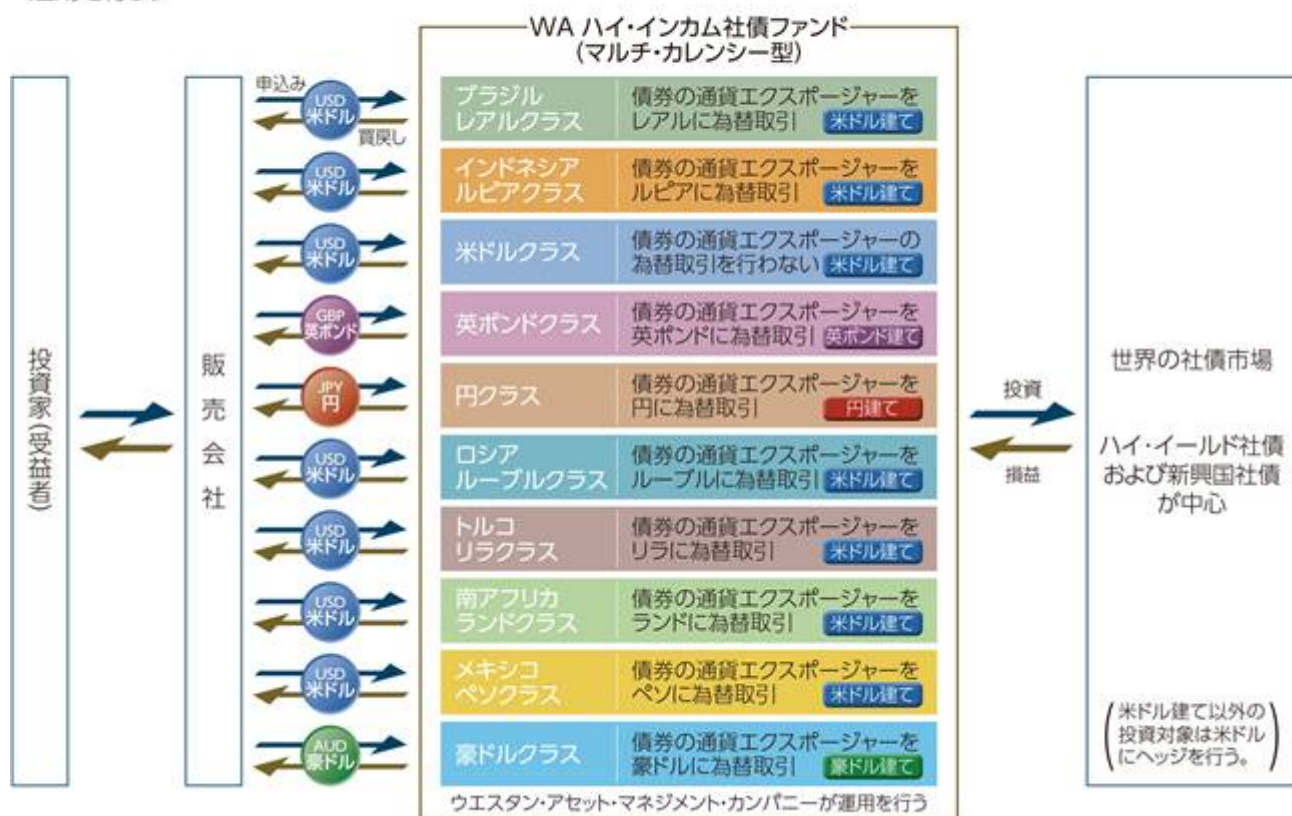 WA ハイ・インカム社債ファンド
(マルチ・カレンシー型)
投資家(受益者)
販売会社
申込み
買戻し
USD
米ドル
ブラジル
レアルクラス
債券の通貨エクスポージャーを
レアルに為替取引 米ドル建て
USD
米ドル
インドネシア
ルピアクラス
債券の通貨エクスポージャーを
ルピアに為替取引 米ドル建て
USD
米ドル
米ドルクラス
債券の通貨エクスポージャーの
為替取引を行わない 米ドル建て
GBP
英ポンド
英ポンドクラス
債券の通貨エクスポージャーを
英ポンドに為替取引 英ポンド建て
JPY
円
円クラス
債券の通貨エクスポージャーを
円に為替取引 円建て
USD
米ドル
ロシア
ルーブルクラス
債券の通貨エクスポージャーを
ルーブルに為替取引 米ドル建て
USD
米ドル
トルコ
リラクラス
債券の通貨エクスポージャーを
リラに為替取引 米ドル建て
USD
米ドル
南アフリカ
ランドクラス
債券の通貨エクスポージャーを
ランドに為替取引 米ドル建て
USD
米ドル
メキシコ
ペソクラス
債券の通貨エクスポージャーを
ペソに為替取引 米ドル建て
AUD
豪ドル
豪ドルクラス
債券の通貨エクスポージャーを
豪ドルに為替取引 豪ドル建て
ウエスタン・アセット・マネジメント・カンパニーが運用を行う
投資
損益
世界の社債市場
ハイ・イールド社債
および新興国社債
が中心
(米ドル建て以外の
投資対象は米ドル
にヘッジを行う。)